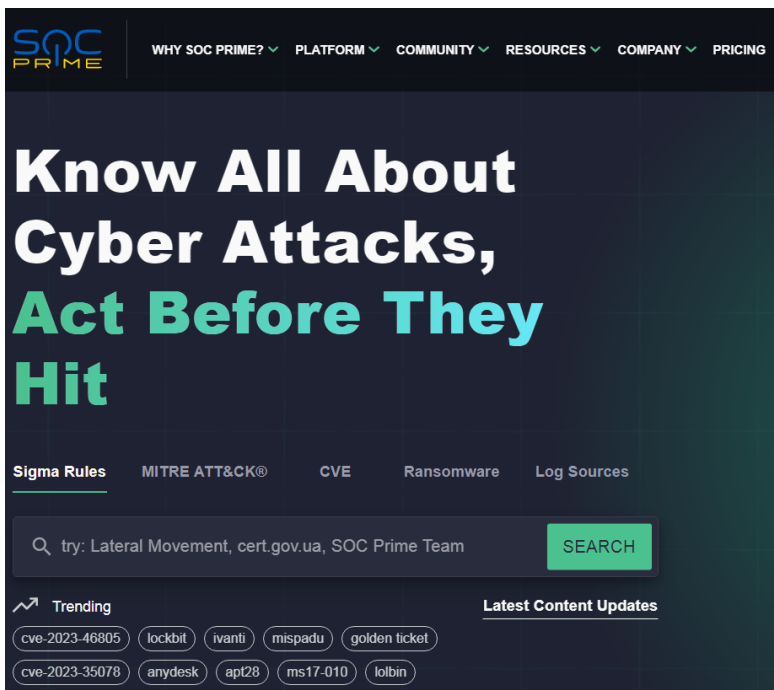 SOC
PRIME
WHY SOC PRIME? PLATFORM COMMUNITY RESOURCES COMPANY PRICING
Know All About
Cyber Attacks,
Act Before They
Hit
Sigma Rules MITRE ATT&CK® CVE Ransomware Log Sources
try: Lateral Movement, cert.gov.ua, SOC Prime Team SEARCH
Trending Latest Content Updates
cve-2023-46805 lockbit ivanti mispadu golden ticket
cve-2023-35078 anydesk apt28 ms17-010 lolbin